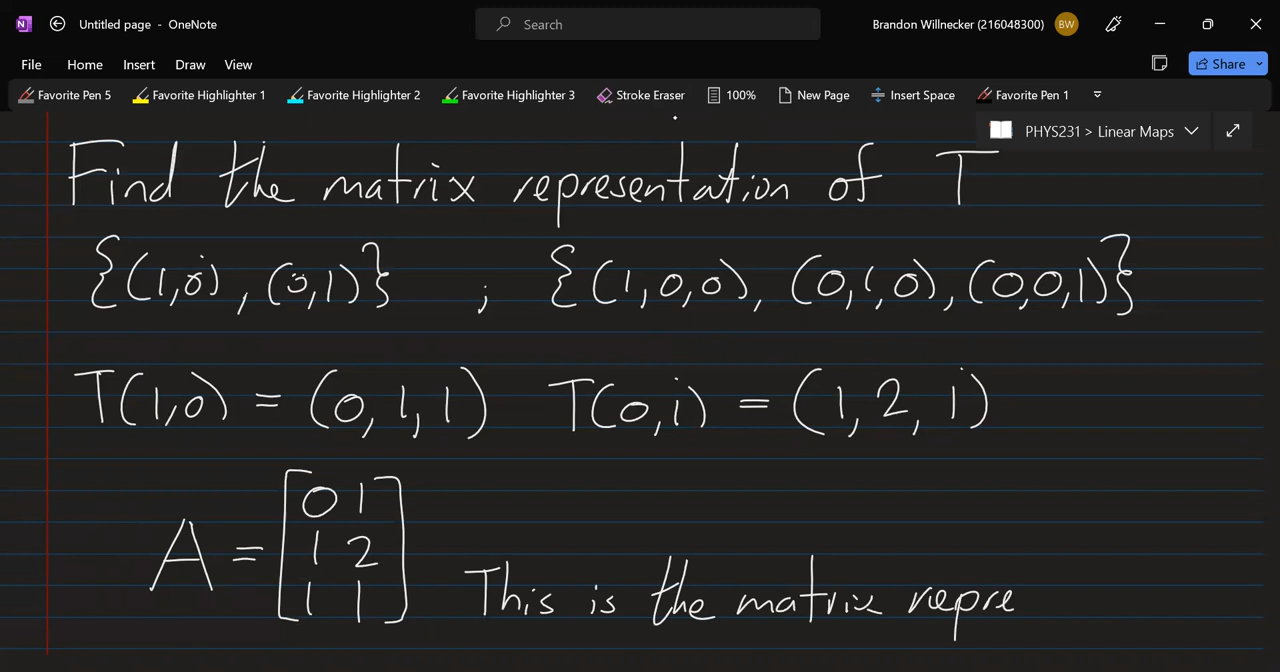 Untitled page - OneNote
Search
Brandon Willnecker (216048300) BW
File Home Insert Draw View
Share
Favorite Pen 5 Favorite Highlighter 1 Favorite Highlighter 2 Favorite Highlighter 3 Stroke Eraser 100% New Page Insert Space Favorite Pen 1
PHYS231 > Linear Maps
Find the matrix representation of T
{(1,0), (0,1)} ; {(1,0,0), (0,1,0), (0,0,1)}
T(1,0) = (0,1,1) T(0,1) = (1,2,1)
A = [0 1
1 2
1 1] This is the matrix repre